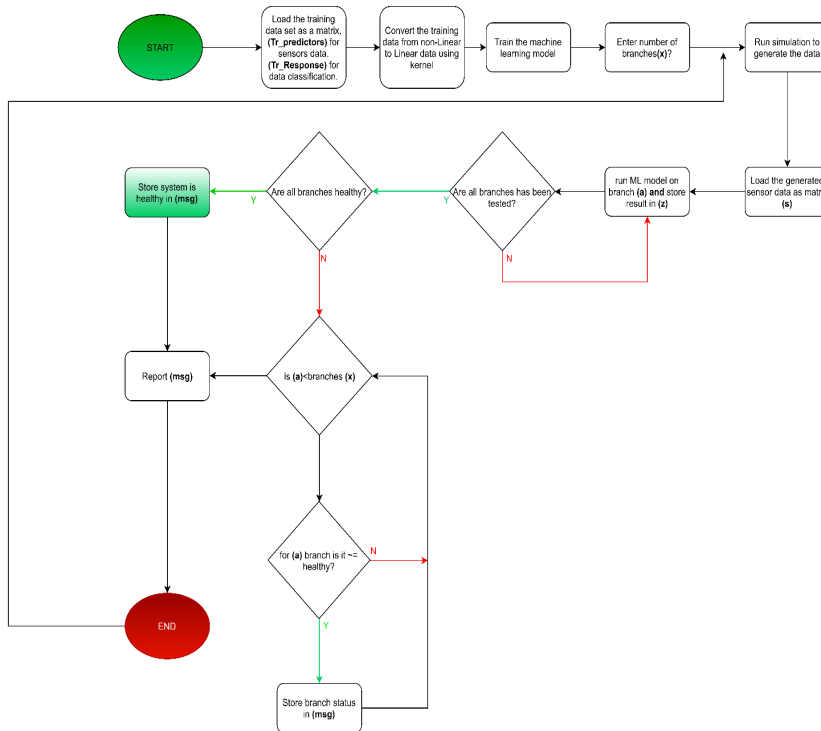 START
Load the training
data set as a matrix,
(Tr_predictors) for
sensors data.
(Tr_Response) for
data classification.
Convert the training
data from non-Linear
to Linear data using
kernel
Train the machine
learning model
Enter number of
branches(x)?
Run simulation to
generate the data
Store system is
healthy in (msg)
Y
Are all branches healthy?
N
Y
Are all branches has been
tested?
N
run ML model on
branch (a) and store
result in (z)
Load the generated
sensor data as matri
(s)
Report (msg)
is (a)<branches (x)
for (a) branch is it ~=
healthy?
N
Y
END
Store branch status
in (msg)